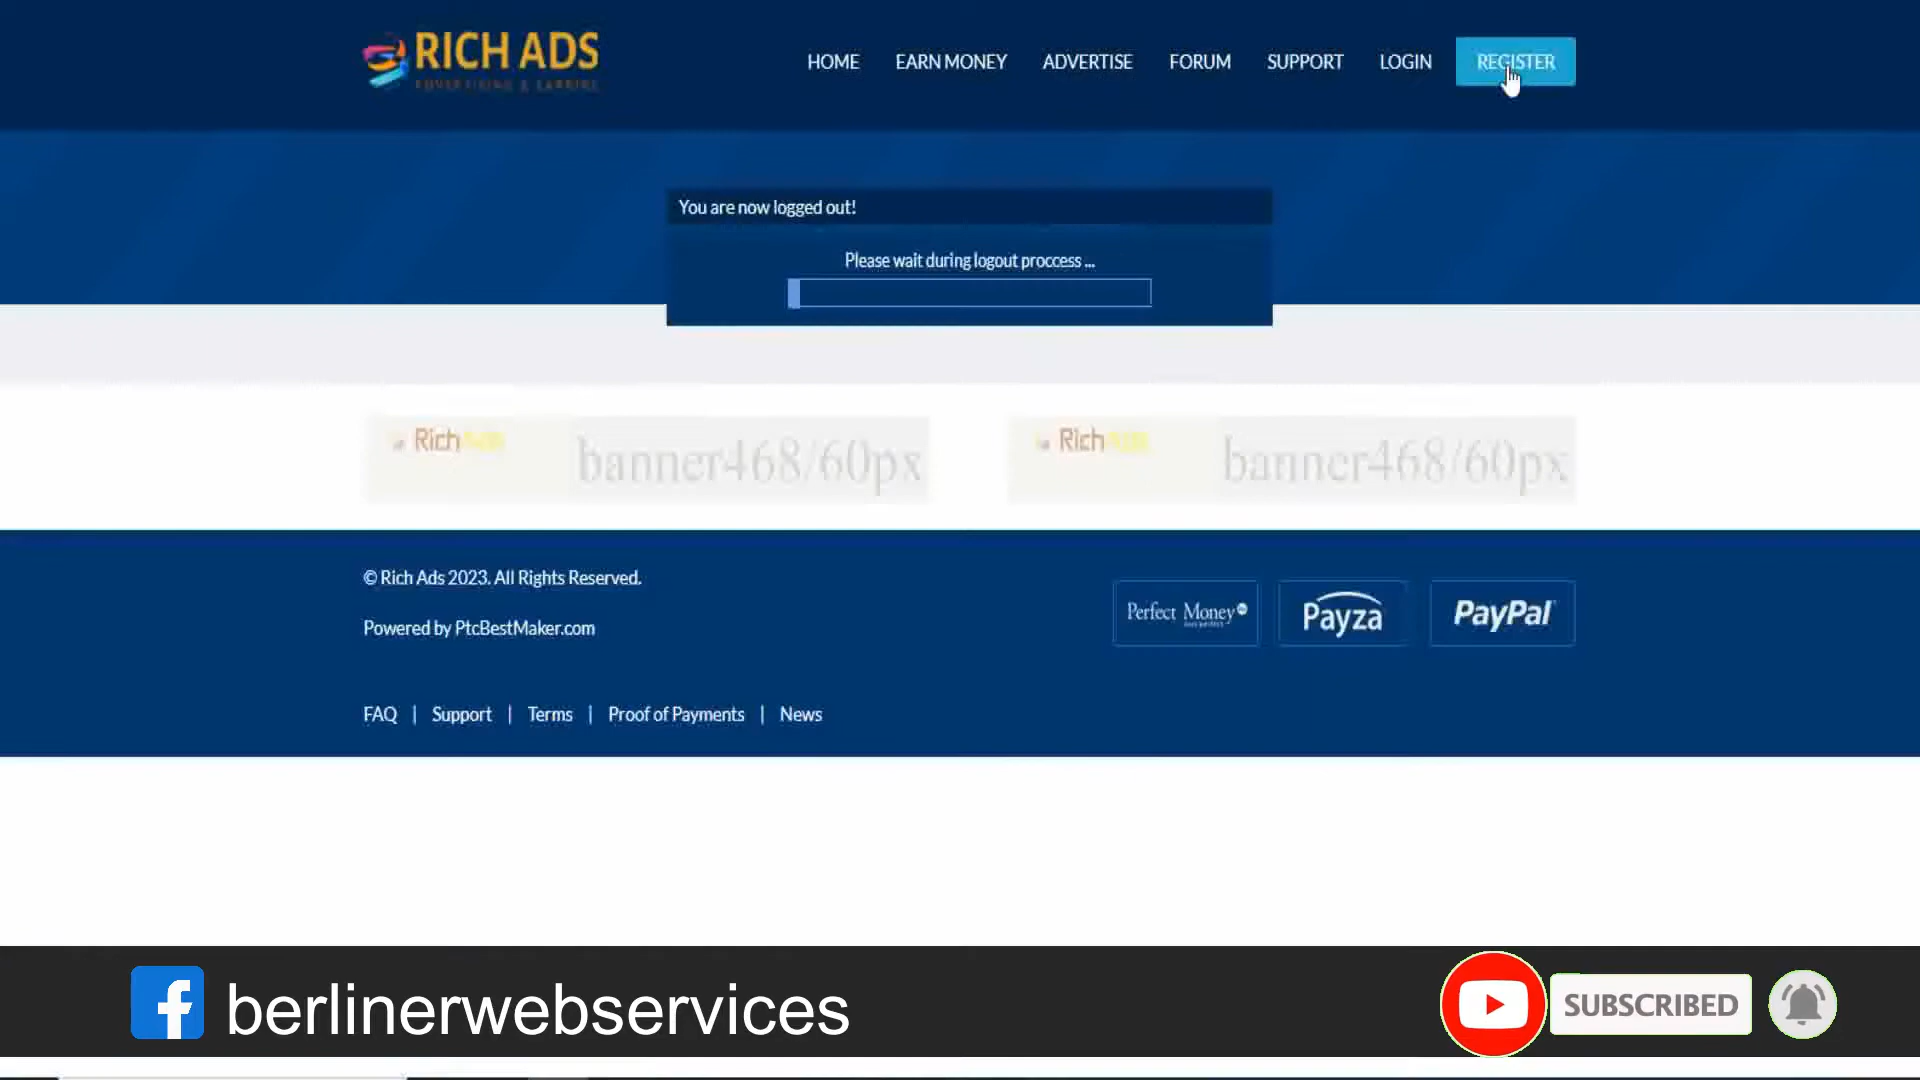 RICH ADS
HOME EARN MONEY ADVERTISE FORUM SUPPORT LOGIN REGISTER
You are now logged out!
Please wait during logout proccess ...
Rich banner468/60px
Rich banner468/60px
© Rich Ads 2023. All Rights Reserved.
Perfect Money Payza PayPal
Powered by PtcBestMaker.com
FAQ | Support | Terms | Proof of Payments | News
berlinerwebservices
SUBSCRIBED